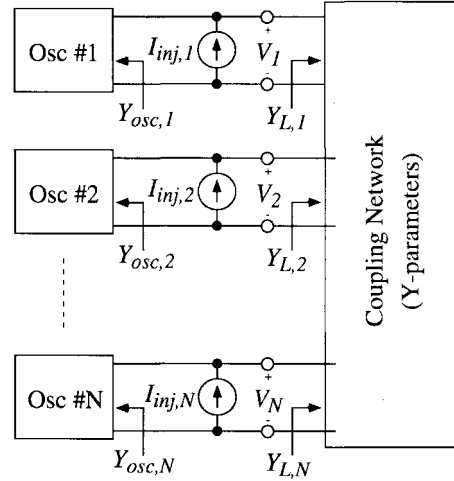 Osc #1
I_{inj,1}
+
V_1
-
Y_{osc,1}
Y_{L,1}
Osc #2
I_{inj,2}
+
V_2
-
Y_{osc,2}
Y_{L,2}
Osc #N
I_{inj,N}
+
V_N
-
Y_{osc,N}
Y_{L,N}
Coupling Network
(Y-parameters)